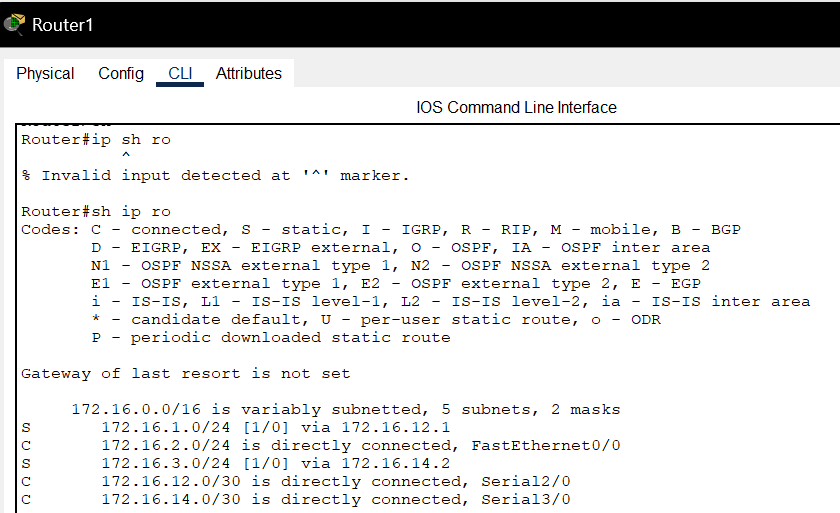 Router1
Physical Config CLI Attributes
IOS Command Line Interface
Router#ip sh ro
^
% Invalid input detected at '^' marker.
Router#sh ip ro
Codes: C - connected, S - static, I - IGRP, R - RIP, M - mobile, B - BGP
D - EIGRP, EX - EIGRP external, O - OSPF, IA - OSPF inter area
N1 - OSPF NSSA external type 1, N2 - OSPF NSSA external type 2
E1 - OSPF external type 1, E2 - OSPF external type 2, E - EGP
i - IS-IS, L1 - IS-IS level-1, L2 - IS-IS level-2, ia - IS-IS inter area
* - candidate default, U - per-user static route, o - ODR
P - periodic downloaded static route
Gateway of last resort is not set
172.16.0.0/16 is variably subnetted, 5 subnets, 2 masks
S 172.16.1.0/24 [1/0] via 172.16.12.1
C 172.16.2.0/24 is directly connected, FastEthernet0/0
S 172.16.3.0/24 [1/0] via 172.16.14.2
C 172.16.12.0/30 is directly connected, Serial2/0
C 172.16.14.0/30 is directly connected, Serial3/0